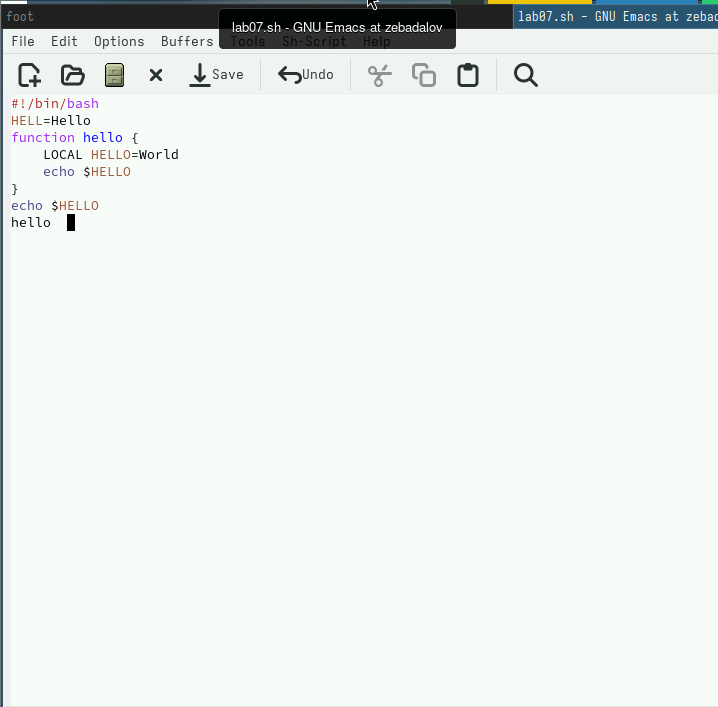 foot
lab07.sh - GNU Emacs at zebad
lab07.sh - GNU Emacs at zebadalov
File Edit Options Buffers Tools Sh-Script Help
Save Undo
#!/bin/bash
HELL=Hello
function hello {
    LOCAL HELLO=World
    echo $HELLO
}
echo $HELLO
hello